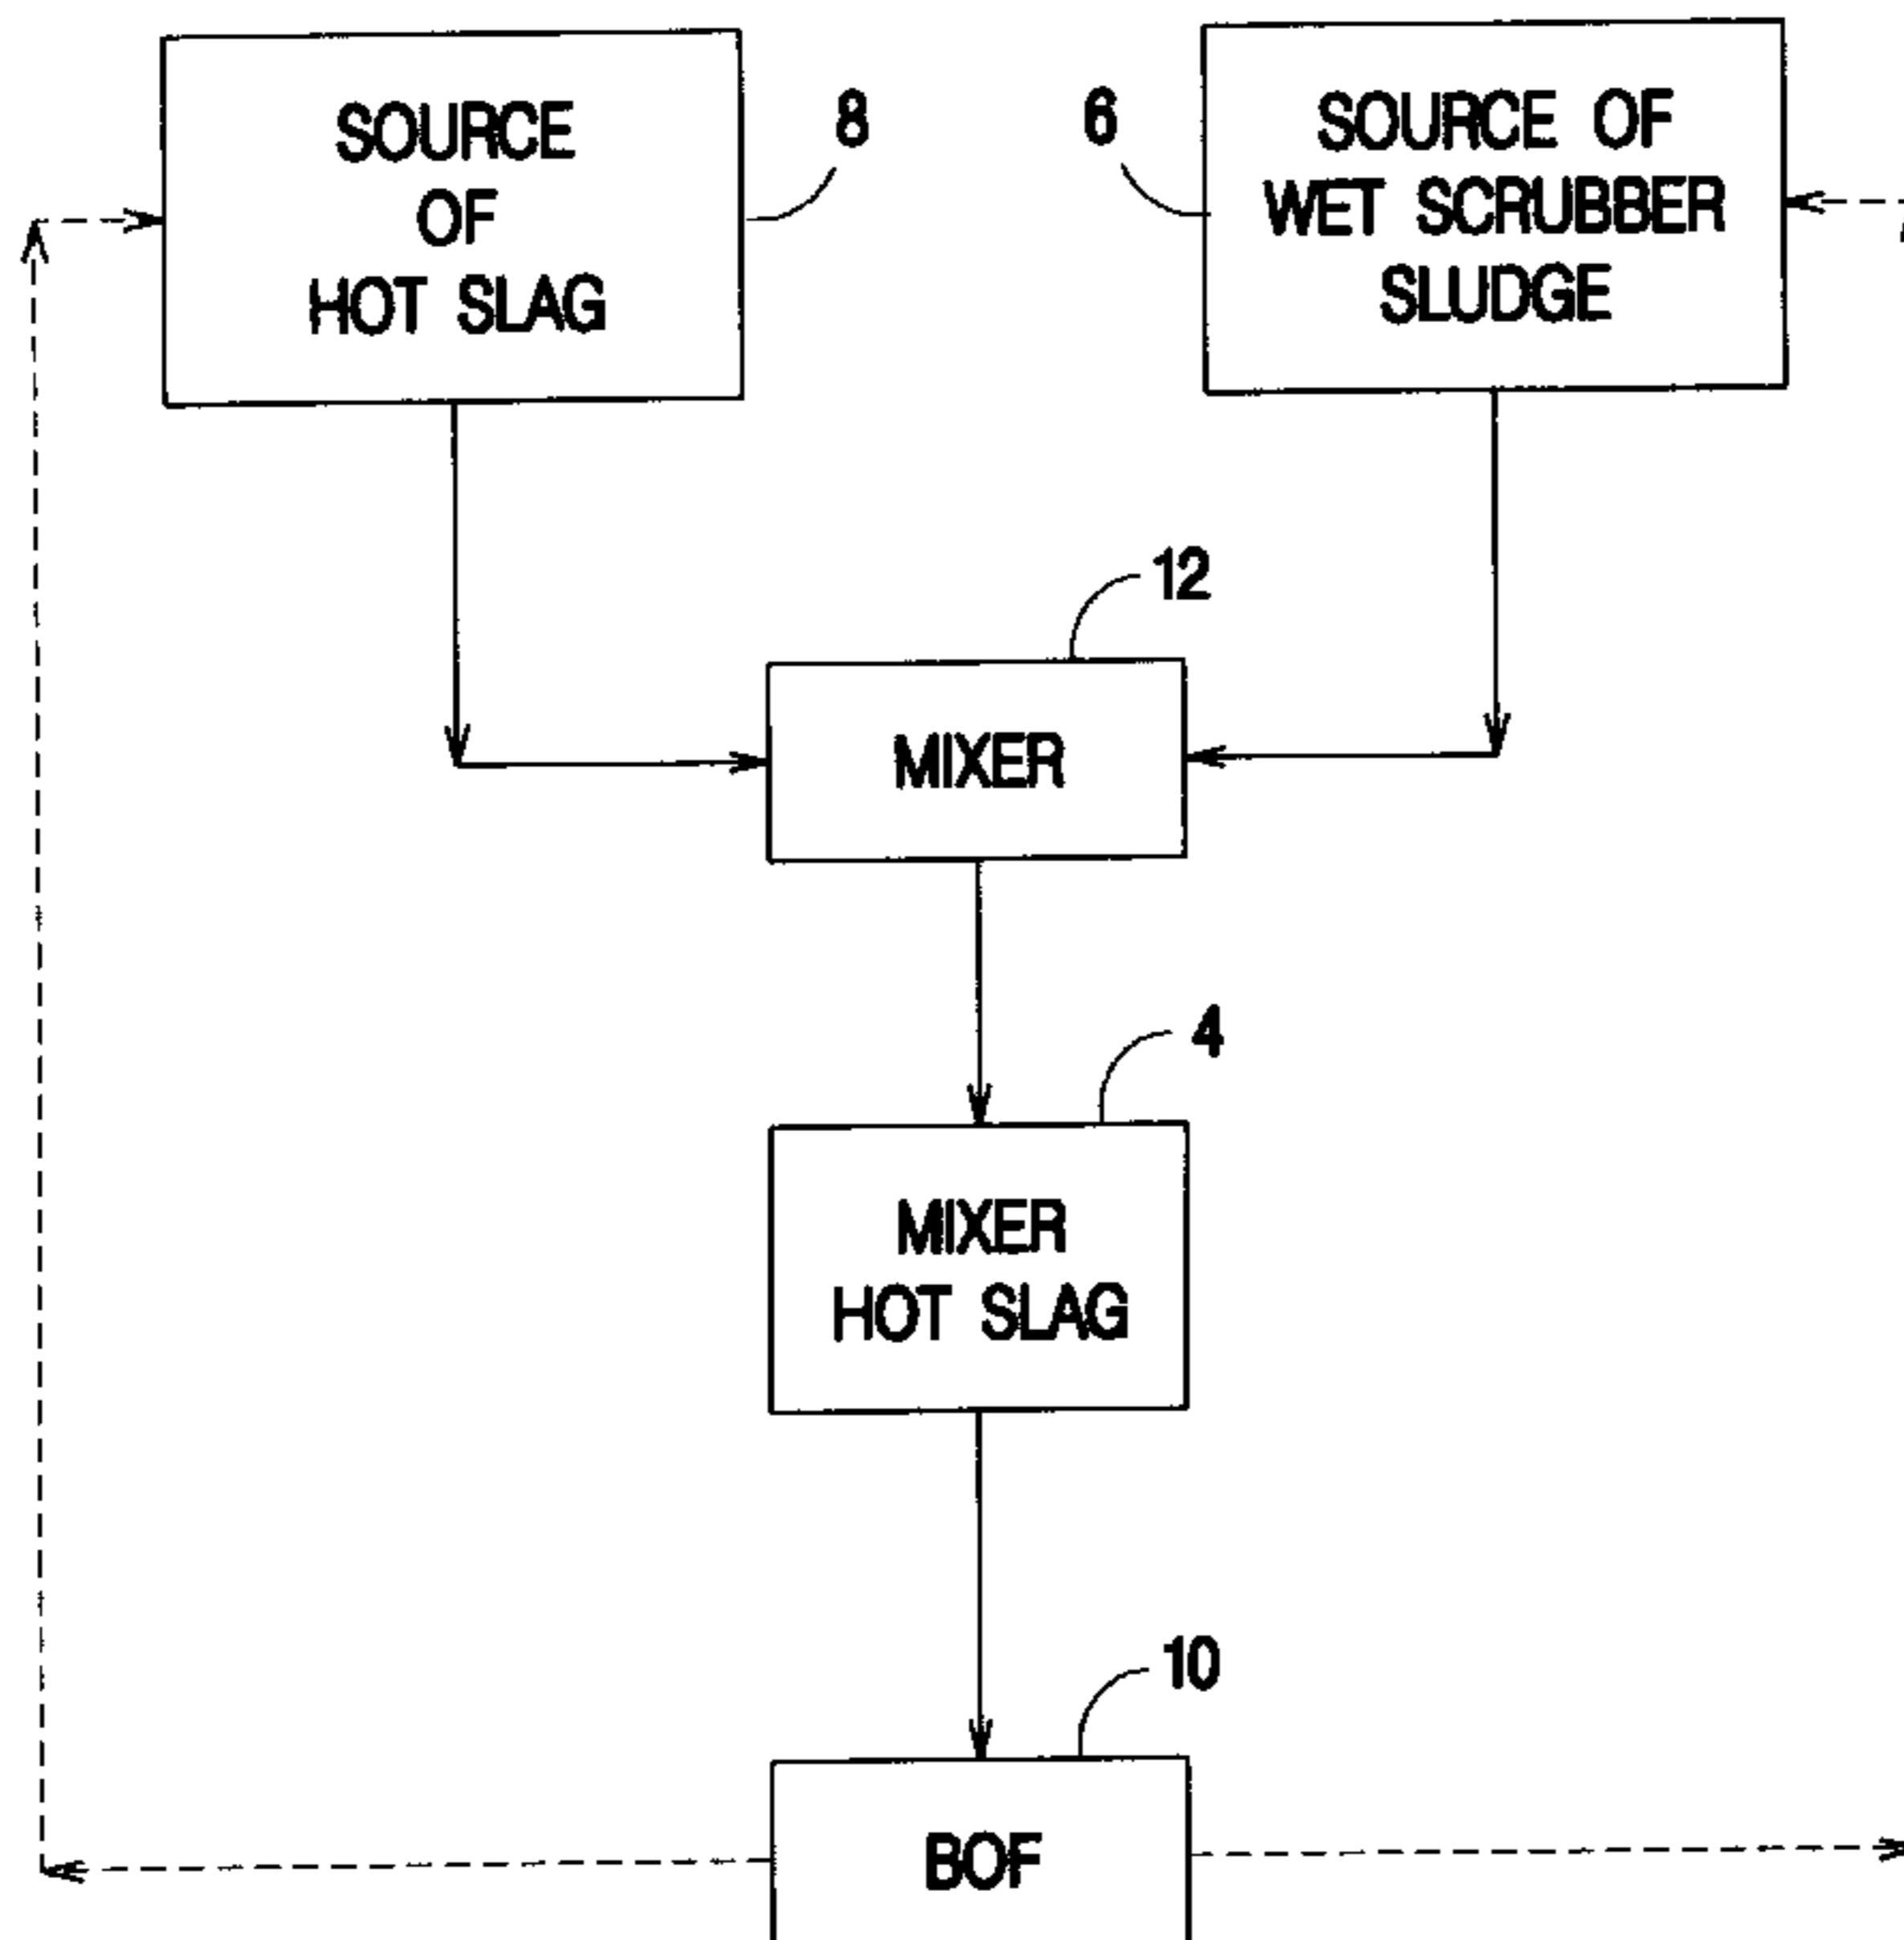 SOURCE
OF
HOT SLAG
8
6
SOURCE OF
WET SCRUBBER
SLUDGE
12
MIXER
4
MIXER
HOT SLAG
10
BOF